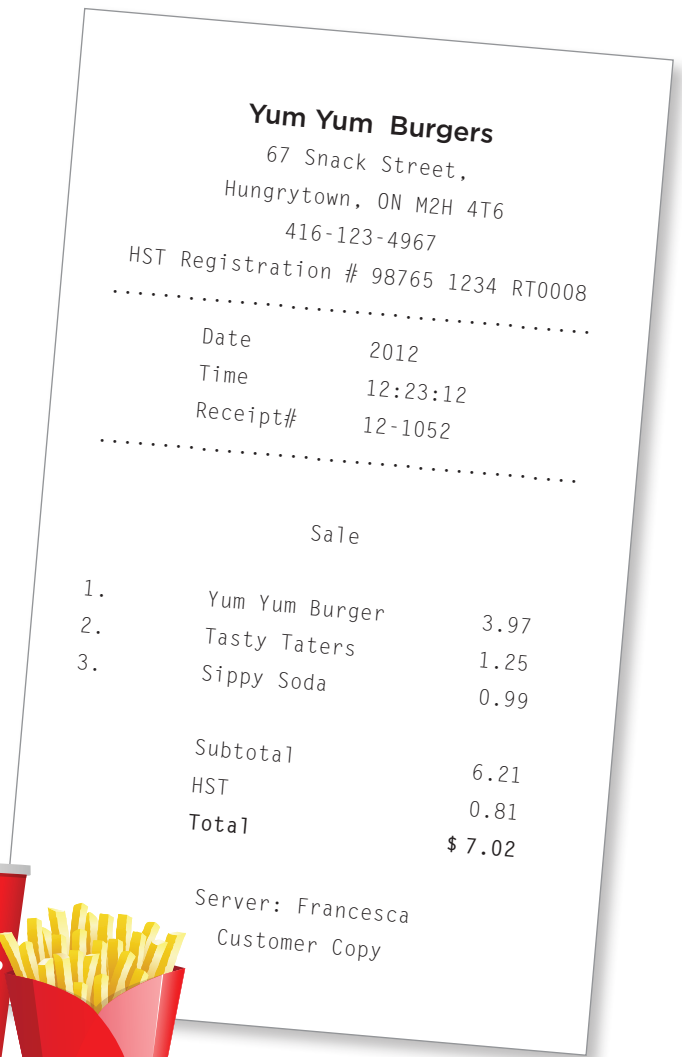 Yum Yum Burgers
67 Snack Street,
Hungrytown, ON M2H 4T6
416-123-4967
HST Registration # 98765 1234 RT0008
Date 2012
Time 12:23:12
Receipt# 12-1052
Sale
1. Yum Yum Burger 3.97
2. Tasty Taters 1.25
3. Sippy Soda 0.99
Subtotal 6.21
HST 0.81
Total $ 7.02
Server: Francesca
Customer Copy